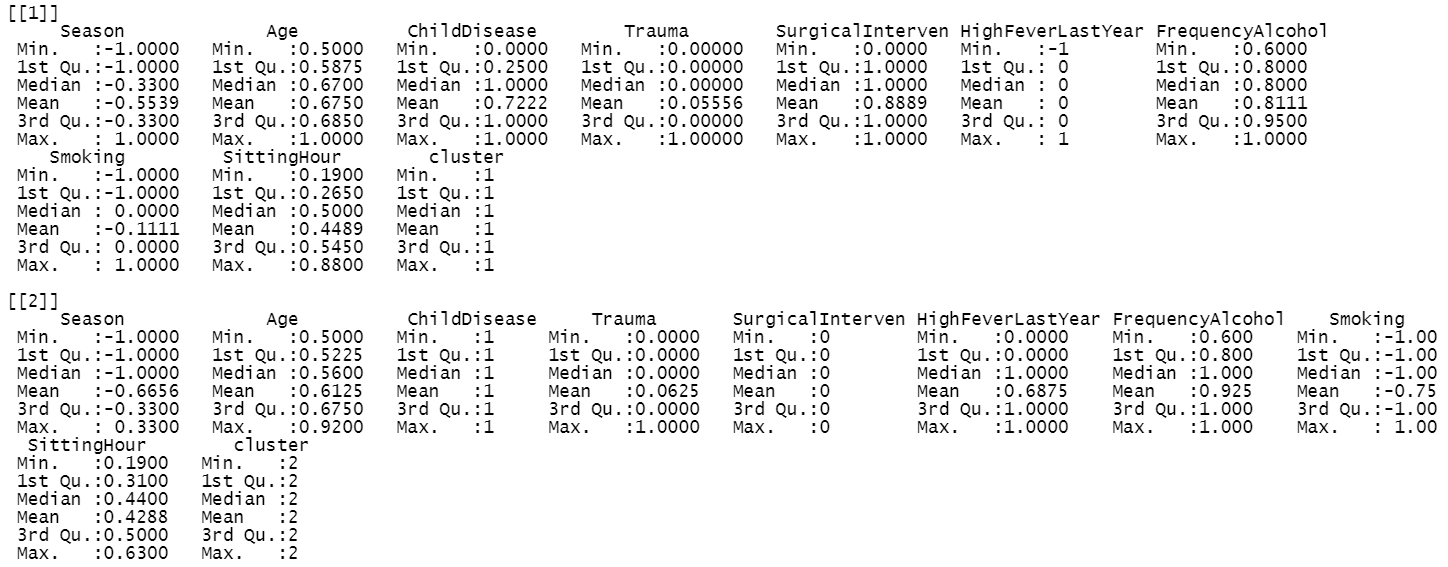 [[1]]
     Season             Age          ChildDisease        Trauma        SurgicalInterven HighFeverLastYear FrequencyAlcohol
 Min.   :-1.0000   Min.   :0.5000   Min.   :0.0000   Min.   :0.00000   Min.   :0.0000   Min.   :-1        Min.   :0.6000
 1st Qu.:-1.0000   1st Qu.:0.5875   1st Qu.:0.2500   1st Qu.:0.00000   1st Qu.:1.0000   1st Qu.: 0        1st Qu.:0.8000
 Median :-0.3300   Median :0.6700   Median :1.0000   Median :0.00000   Median :1.0000   Median : 0        Median :0.8000
 Mean   :-0.5539   Mean   :0.6750   Mean   :0.7222   Mean   :0.05556   Mean   :0.8889   Mean   : 0        Mean   :0.8111
 3rd Qu.:-0.3300   3rd Qu.:0.6850   3rd Qu.:1.0000   3rd Qu.:0.00000   3rd Qu.:1.0000   3rd Qu.: 0        3rd Qu.:0.9500
 Max.   : 1.0000   Max.   :1.0000   Max.   :1.0000   Max.   :1.00000   Max.   :1.0000   Max.   : 1        Max.   :1.0000
    Smoking         SittingHour        cluster
 Min.   :-1.0000   Min.   :0.1900   Min.   :1
 1st Qu.:-1.0000   1st Qu.:0.2650   1st Qu.:1
 Median : 0.0000   Median :0.5000   Median :1
 Mean   :-0.1111   Mean   :0.4489   Mean   :1
 3rd Qu.: 0.0000   3rd Qu.:0.5450   3rd Qu.:1
 Max.   : 1.0000   Max.   :0.8800   Max.   :1
[[2]]
     Season             Age          ChildDisease     Trauma       SurgicalInterven HighFeverLastYear FrequencyAlcohol    Smoking
 Min.   :-1.0000   Min.   :0.5000   Min.   :1     Min.   :0.0000   Min.   :0        Min.   :0.0000    Min.   :0.600    Min.   :-1.00
 1st Qu.:-1.0000   1st Qu.:0.5225   1st Qu.:1     1st Qu.:0.0000   1st Qu.:0        1st Qu.:0.0000    1st Qu.:0.800    1st Qu.:-1.00
 Median :-1.0000   Median :0.5600   Median :1     Median :0.0000   Median :0        Median :1.0000    Median :1.000    Median :-1.00
 Mean   :-0.6656   Mean   :0.6125   Mean   :1     Mean   :0.0625   Mean   :0        Mean   :0.6875    Mean   :0.925    Mean   :-0.75
 3rd Qu.:-0.3300   3rd Qu.:0.6750   3rd Qu.:1     3rd Qu.:0.0000   3rd Qu.:0        3rd Qu.:1.0000    3rd Qu.:1.000    3rd Qu.:-1.00
 Max.   : 0.3300   Max.   :0.9200   Max.   :1     Max.   :1.0000   Max.   :0        Max.   :1.0000    Max.   :1.000    Max.   : 1.00
  SittingHour        cluster
 Min.   :0.1900   Min.   :2
 1st Qu.:0.3100   1st Qu.:2
 Median :0.4400   Median :2
 Mean   :0.4288   Mean   :2
 3rd Qu.:0.5000   3rd Qu.:2
 Max.   :0.6300   Max.   :2